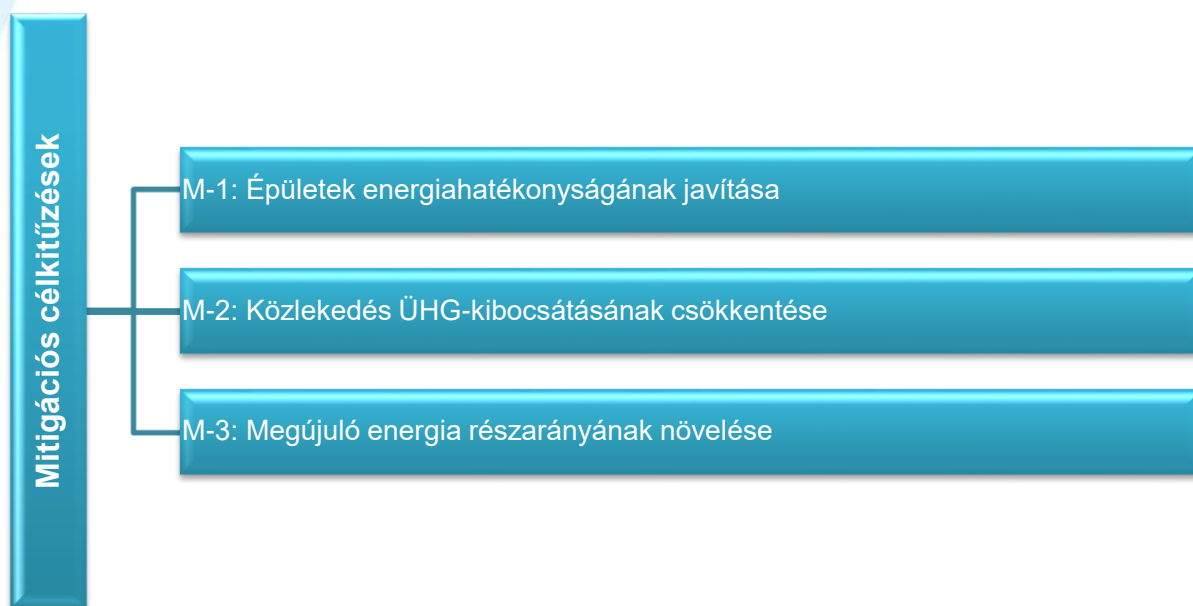 Mitigációs célkitűzések
M-1: Épületek energiahatékonyságának javítása
M-2: Közlekedés ÜHG-kibocsátásának csökkentése
M-3: Megújuló energia részarányának növelése